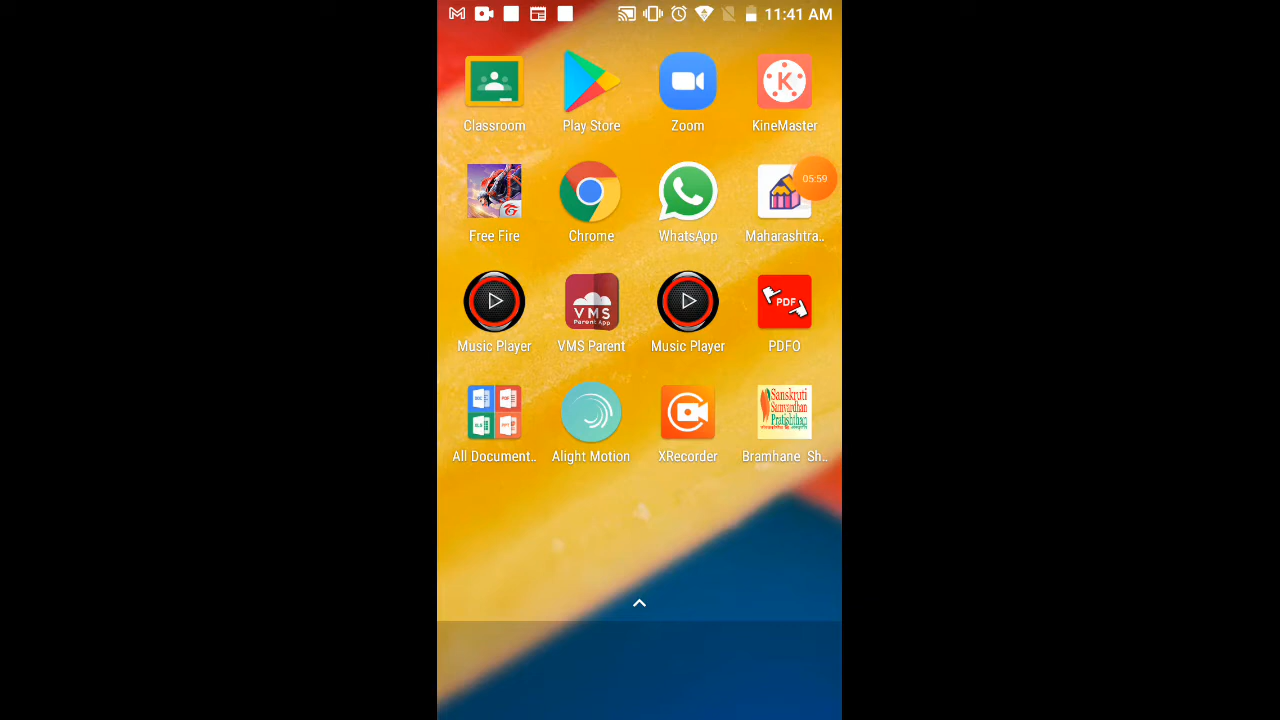 11:41 AM
Classroom
Play Store
Zoom
K
KineMaster
05:59
Free Fire
Chrome
WhatsApp
Maharashtra..
VMS
Parent App
PDF
Music Player
VMS Parent
Music Player
PDFO
Sanskruti
Samvardhan
Pratishthan
All Document..
Alight Motion
XRecorder
Bramhane Sh..